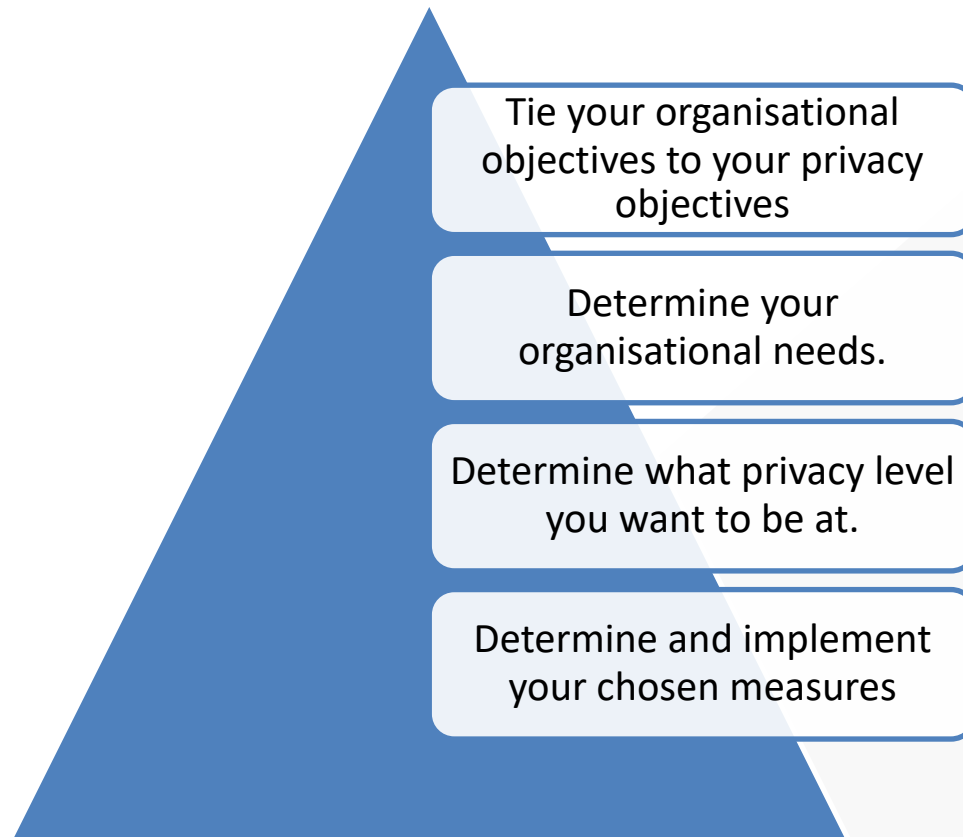 Tie your organisational
objectives to your privacy
objectives
Determine your
organisational needs.
Determine what privacy level
you want to be at.
Determine and implement
your chosen measures